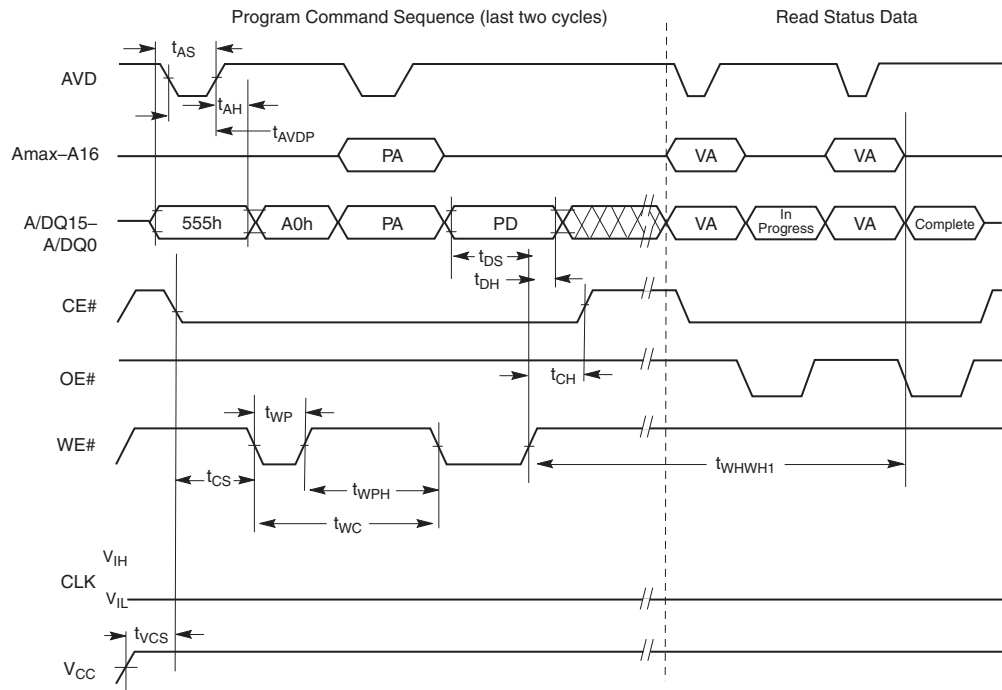 Program Command Sequence (last two cycles)
Read Status Data
tAS
AVD
tAH
tAVDP
Amax–A16
PA
VA
VA
A/DQ15–
A/DQ0
555h
A0h
PA
PD
VA
In
Progress
VA
Complete
tDS
tDH
CE#
OE#
tCH
tWP
WE#
tWHWH1
tCS
tWPH
tWC
VIH
CLK
VIL
tVCS
VCC